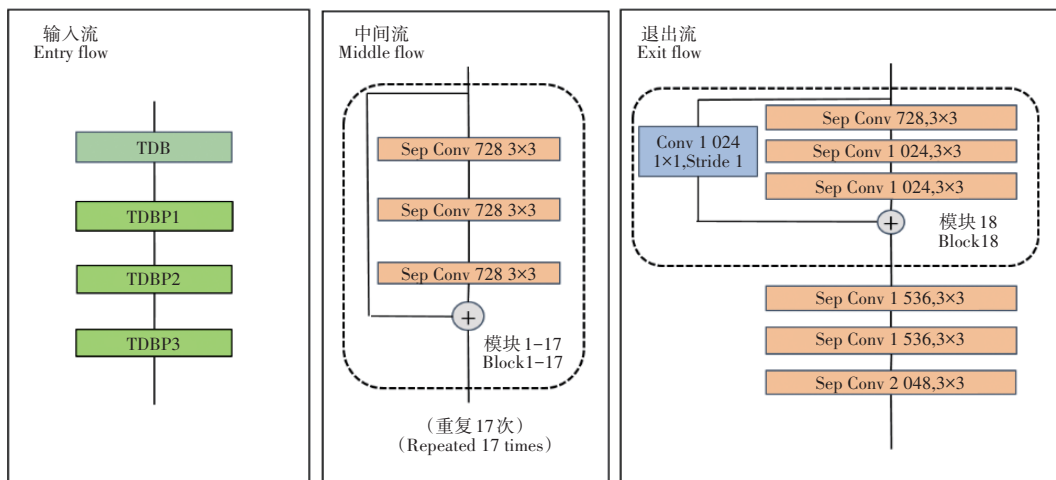 输入流
Entry flow
TDB
TDBP1
TDBP2
TDBP3
中间流
Middle flow
Sep Conv 728 3×3
Sep Conv 728 3×3
Sep Conv 728 3×3
+
模块1-17
Block1-17
(重复17次)
(Repeated 17 times)
退出流
Exit flow
Conv 1 024
1×1,Stride 1
Sep Conv 728,3×3
Sep Conv 1 024,3×3
Sep Conv 1 024,3×3
+
模块18
Block18
Sep Conv 1 536,3×3
Sep Conv 1 536,3×3
Sep Conv 2 048,3×3